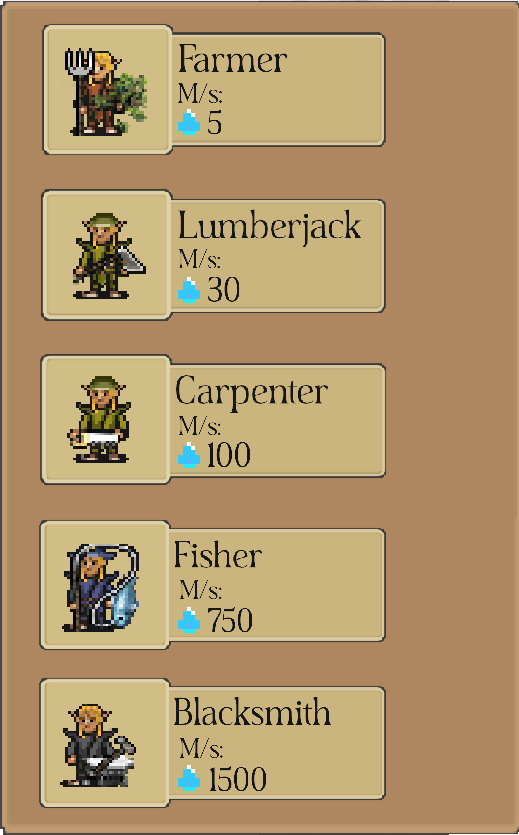 Farmer
M/s:
5
Lumberjack
M/s:
30
Carpenter
M/s:
100
Fisher
M/s:
750
Blacksmith
M/s:
1500